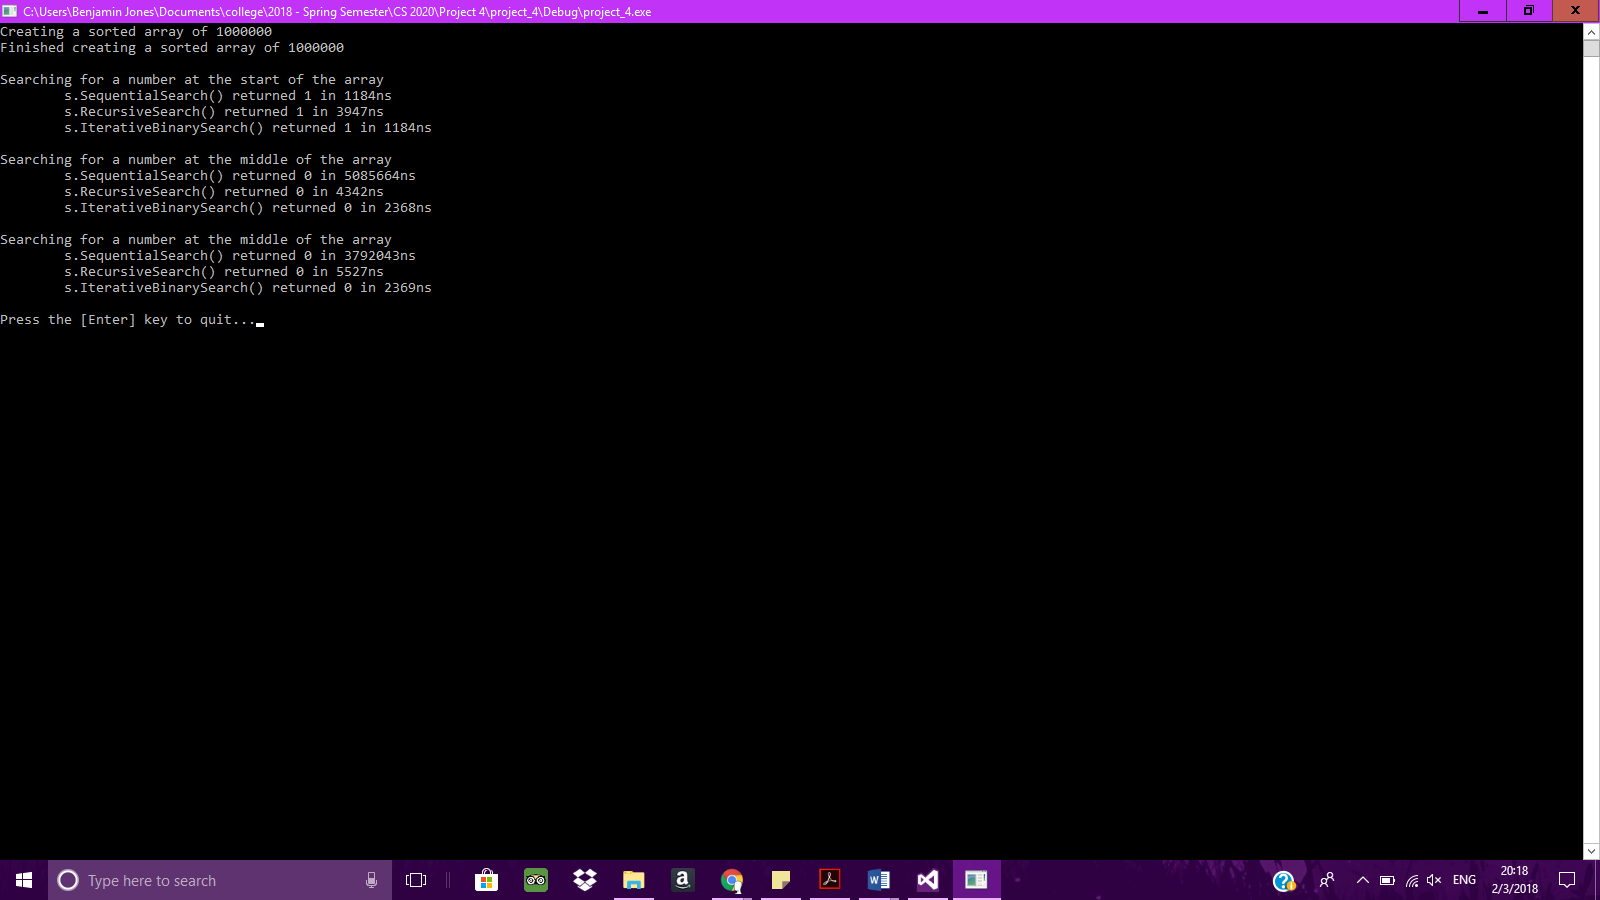 C:\Users\Benjamin Jones\Documents\college\2018 - Spring Semester\CS 2020\Project 4\project_4\Debug\project_4.exe
Creating a sorted array of 1000000
Finished creating a sorted array of 1000000
Searching for a number at the start of the array
s.SequentialSearch() returned 1 in 1184ns
s.RecursiveSearch() returned 1 in 3947ns
s.IterativeBinarySearch() returned 1 in 1184ns
Searching for a number at the middle of the array
s.SequentialSearch() returned 0 in 5085664ns
s.RecursiveSearch() returned 0 in 4342ns
s.IterativeBinarySearch() returned 0 in 2368ns
Searching for a number at the middle of the array
s.SequentialSearch() returned 0 in 3792043ns
s.RecursiveSearch() returned 0 in 5527ns
s.IterativeBinarySearch() returned 0 in 2369ns
Press the [Enter] key to quit...
Type here to search
ENG
20:18
2/3/2018